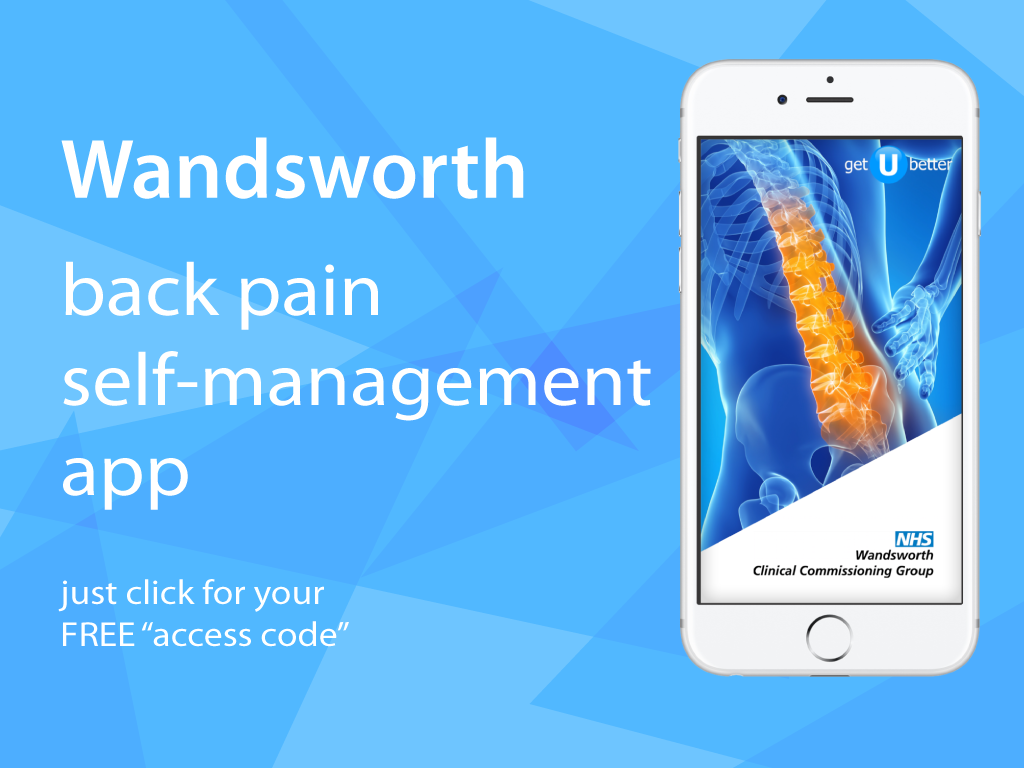 Wandsworth
back pain
self-management
app
just click for your
FREE “access code”
get U better
NHS
Wandsworth
Clinical Commissioning Group